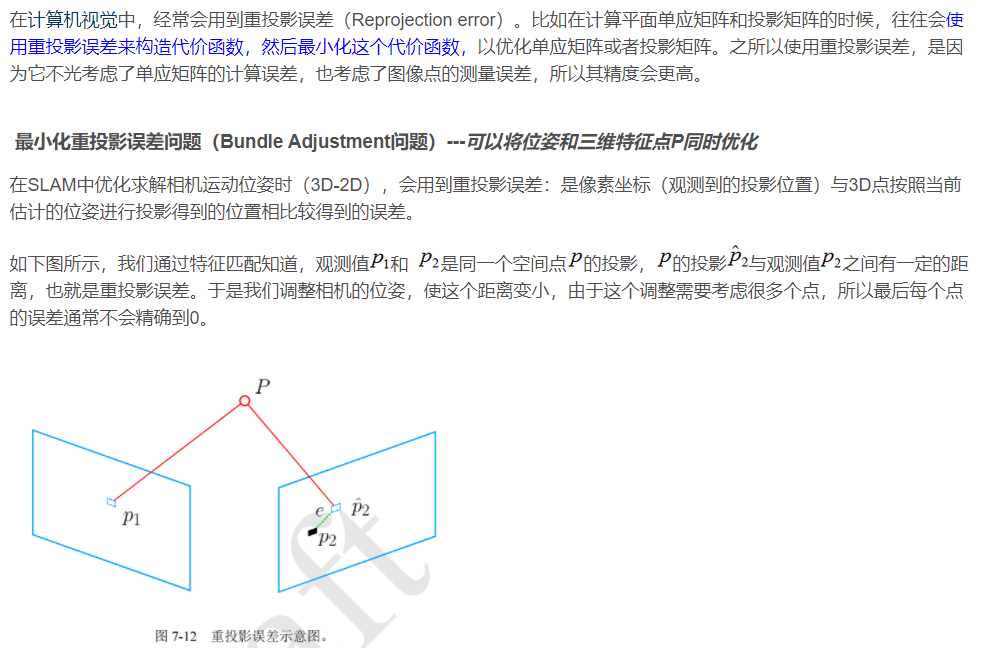 在计算机视觉中，经常会用到重投影误差（Reprojection error）。比如在计算平面单应矩阵和投影矩阵的时候，往往会使
用重投影误差来构造代价函数，然后最小化这个代价函数，以优化单应矩阵或者投影矩阵。之所以使用重投影误差，是因
为它不光考虑了单应矩阵的计算误差，也考虑了图像点的测量误差，所以其精度会更高。
最小化重投影误差问题（Bundle Adjustment问题）---可以将位姿和三维特征点P同时优化
在SLAM中优化求解相机运动位姿时（3D-2D），会用到重投影误差：是像素坐标（观测到的投影位置）与3D点按照当前
估计的位姿进行投影得到的位置相比较得到的误差。
如下图所示，我们通过特征匹配知道，观测值p₁和 p₂是同一个空间点p的投影，p的投影p̂₂与观测值p₂之间有一定的距
离，也就是重投影误差。于是我们调整相机的位姿，使这个距离变小，由于这个调整需要考虑很多个点，所以最后每个点
的误差通常不会精确到0。
P
p₁
e p̂₂
p₂
raft
图 7-12 重投影误差示意图。